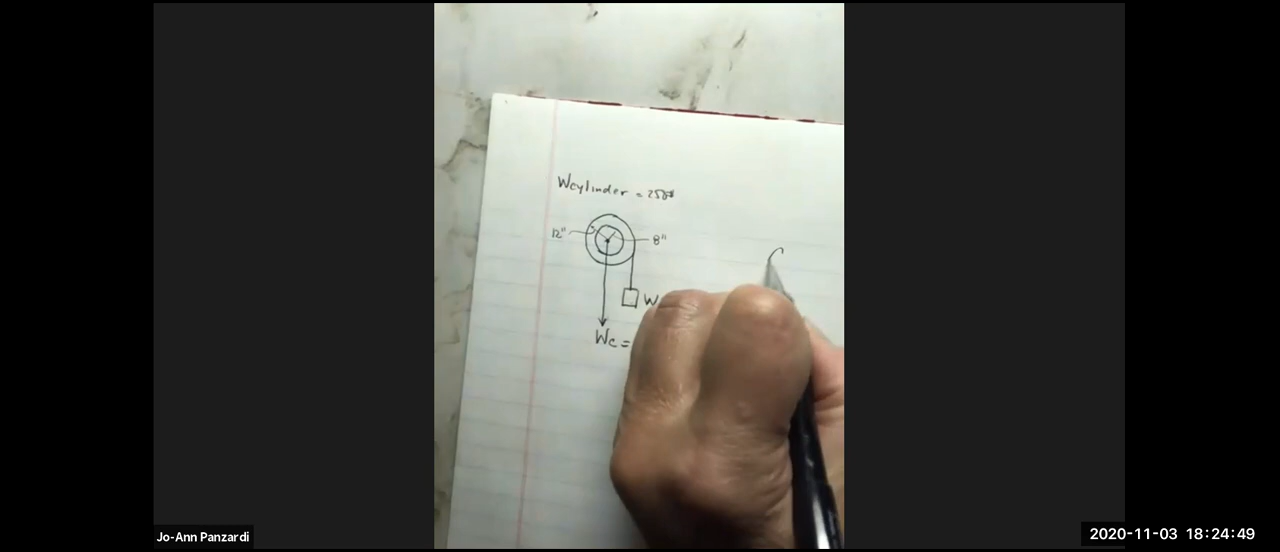 Wcylinder = 250#
12" 8"
W
Wc =
Jo-Ann Panzardi
2020-11-03 18:24:49